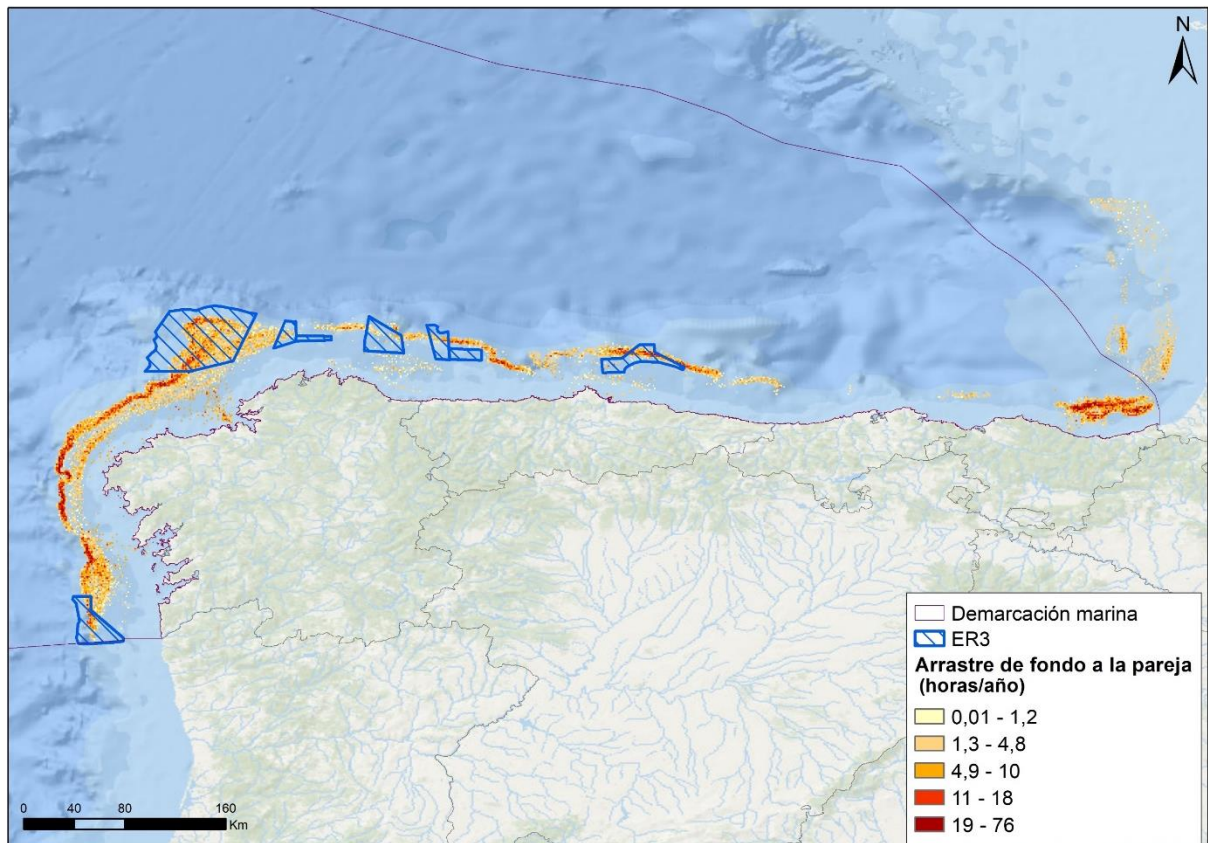 N
Demarcación marina
ER3
Arrastre de fondo a la pareja
(horas/año)
0,01 - 1,2
1,3 - 4,8
4,9 - 10
11 - 18
19 - 76
0 40 80 160
Km